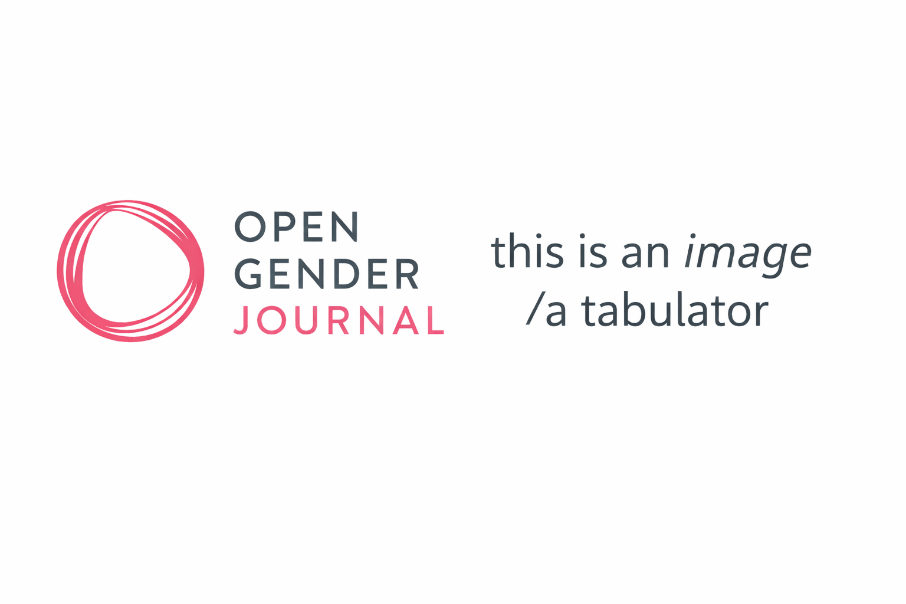 OPEN
GENDER
JOURNAL
this is an image
/a tabulator